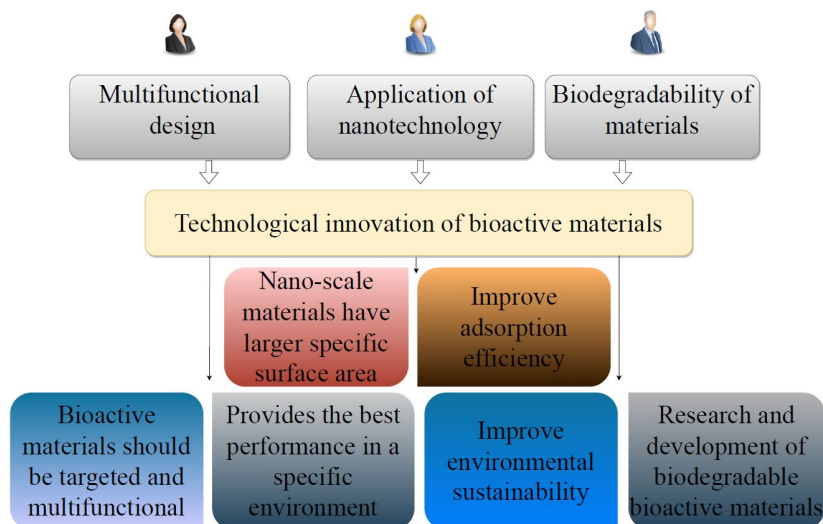 Multifunctional
design
Application of
nanotechnology
Biodegradability of
materials
Technological innovation of bioactive materials
Nano-scale
materials have
larger specific
surface area
Improve
adsorption
efficiency
Bioactive
materials should
be targeted and
multifunctional
Provides the best
performance in a
specific
environment
Improve
environmental
sustainability
Research and
development of
biodegradable
bioactive materials